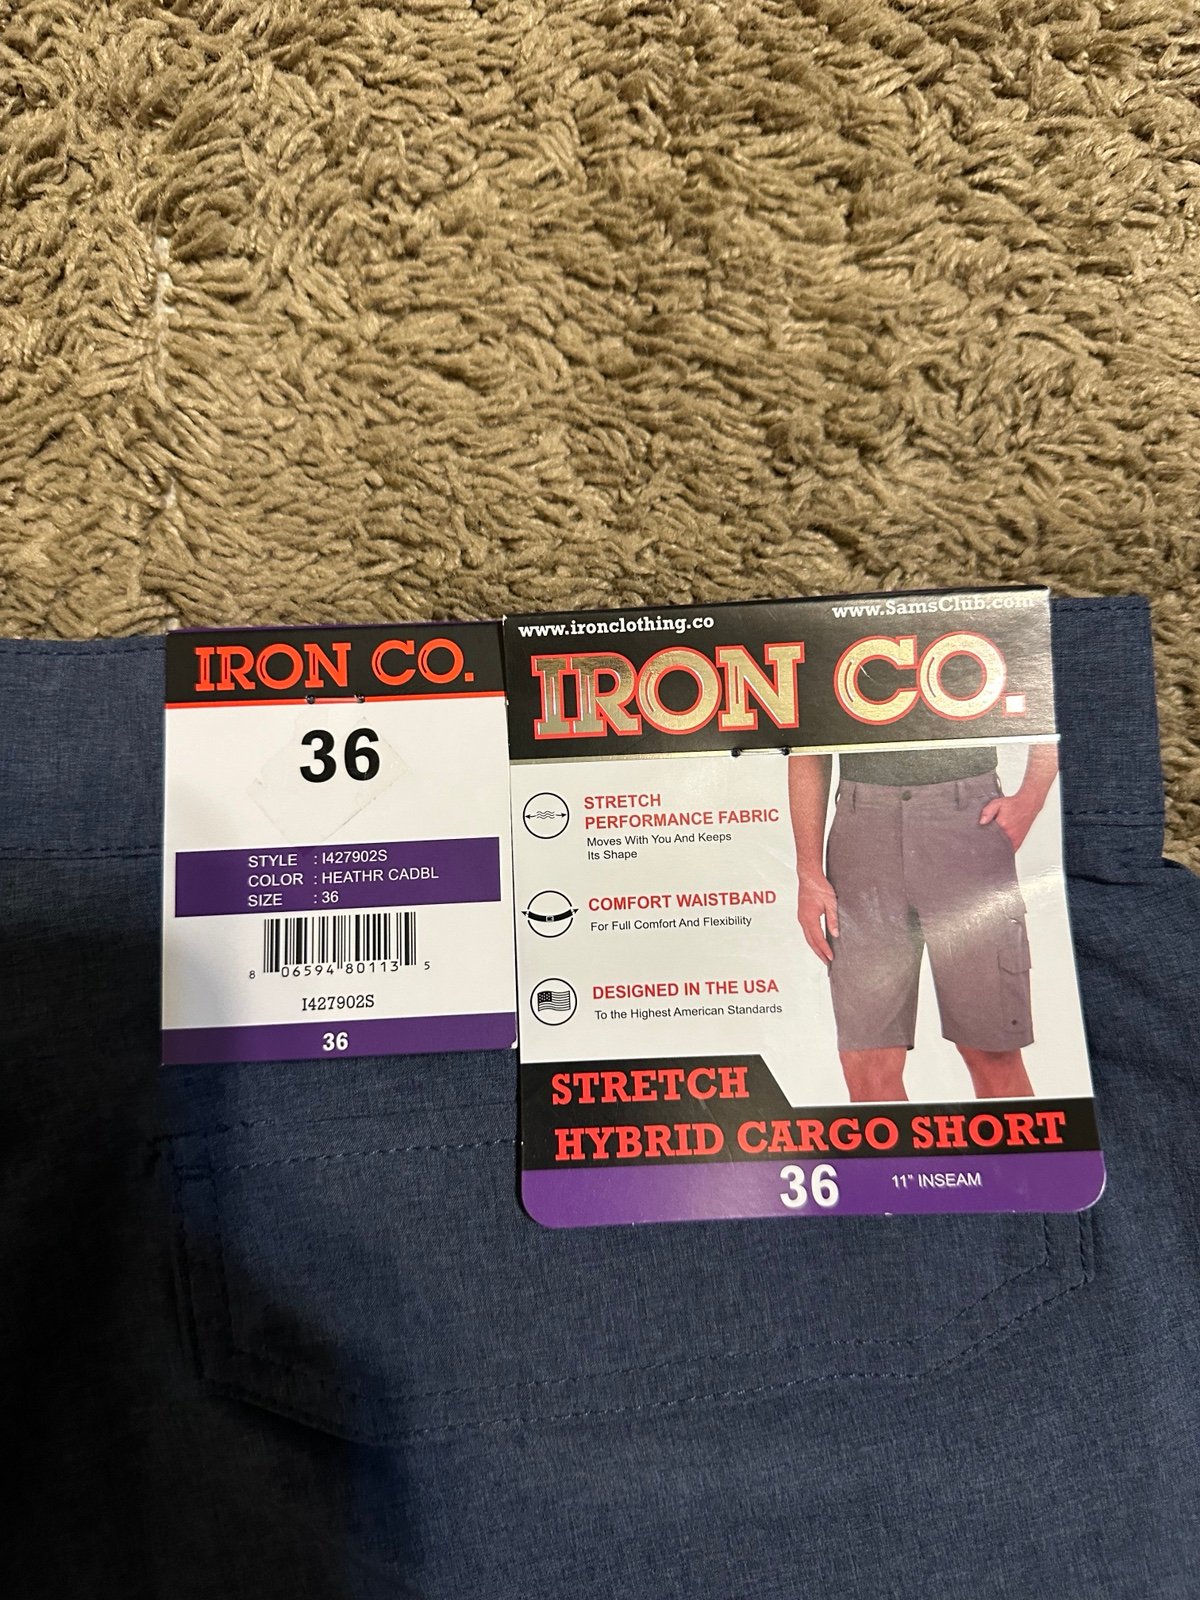 IRON CO.
36
STYLE : I427902S
COLOR : HEATHR CADBL
SIZE : 36
8 06594 80113 5
I427902S
36
www.ironclothing.co
www.SamsClub.com
IRON CO.
STRETCH
PERFORMANCE FABRIC
Moves With You And Keeps
Its Shape
COMFORT WAISTBAND
For Full Comfort And Flexibility
DESIGNED IN THE USA
To the Highest American Standards
STRETCH
HYBRID CARGO SHORT
36 11" INSEAM